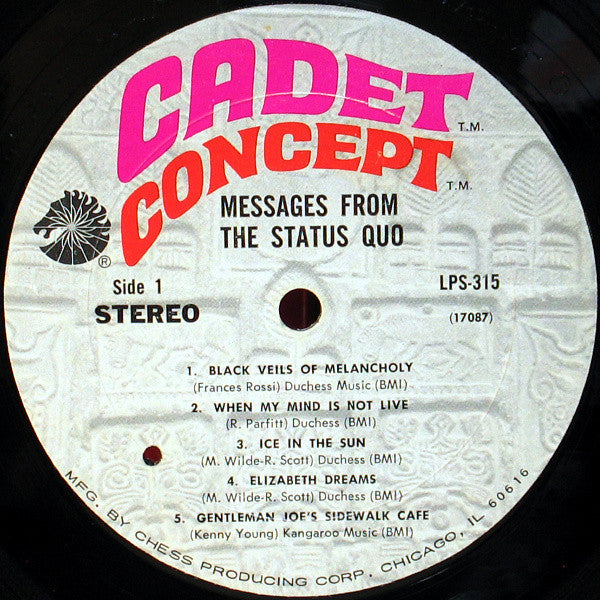 CADET T.M.
CONCEPT T.M.
MESSAGES FROM
THE STATUS QUO
®
Side 1
STEREO
LPS-315
(17087)
1. BLACK VEILS OF MELANCHOLY
(Frances Rossi) Duchess Music (BMI)
2. WHEN MY MIND IS NOT LIVE
(R. Parfitt) Duchess (BMI)
3. ICE IN THE SUN
(M. Wilde-R. Scott) Duchess (BMI)
4. ELIZABETH DREAMS
(M. Wilde-R. Scott) Duchess (BMI)
5. GENTLEMAN JOE'S SIDEWALK CAFE
(Kenny Young) Kangaroo Music (BMI)
MFG. BY CHESS PRODUCING CORP., CHICAGO, IL 60616